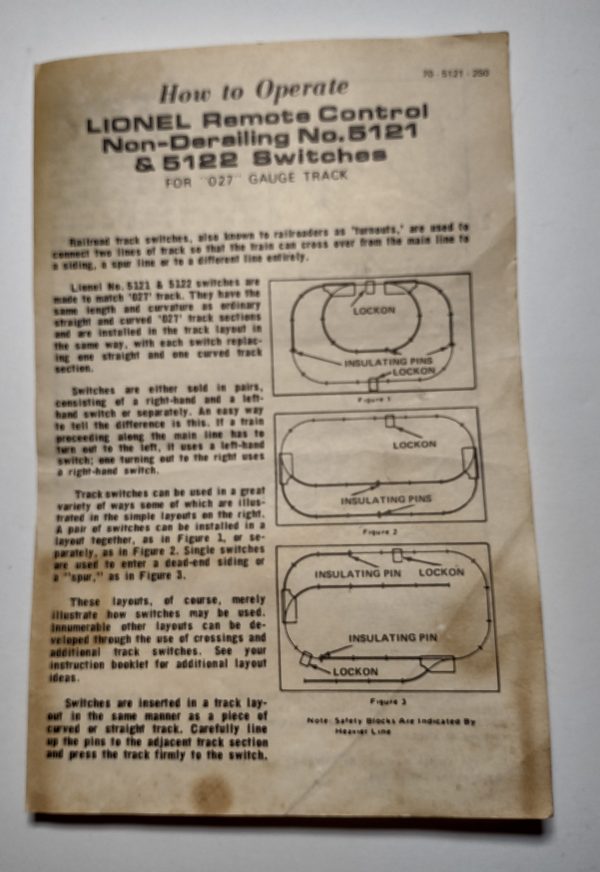 70-5121-250
How to Operate
LIONEL Remote Control
Non-Derailing No.5121
& 5122 Switches
FOR "027" GAUGE TRACK
Railroad track switches, also known to railroaders as 'turnouts,' are used to
connect two lines of track so that the train can cross over from the main line to
a siding, a spur line or to a different line entirely.
Lionel No. 5121 & 5122 switches are
made to match '027' track. They have the
same length and curvature as ordinary
straight and curved '027' track sections
and are installed in the track layout in
the same way, with each switch replac-
ing one straight and one curved track
section.
Switches are either sold in pairs,
consisting of a right-hand and a left-
hand switch or separately. An easy way
to tell the difference is this. If a train
proceeding along the main line has to
turn out to the left, it uses a left-hand
switch; one turning out to the right uses
a right-hand switch.
Track switches can be used in a great
variety of ways some of which are illus-
trated in the simple layouts on the right.
A pair of switches can be installed in a
layout together, as in Figure 1, or se-
parately, as in Figure 2. Single switches
are used to enter a dead-end siding or
a "spur," as in Figure 3.
These layouts, of course, merely
illustrate how switches may be used.
Innumerable other layouts can be de-
veloped through the use of crossings and
additional track switches. See your
instruction booklet for additional layout
ideas.
Switches are inserted in a track lay-
out in the same manner as a piece of
curved or straight track. Carefully line
up the pins to the adjacent track section
and press the track firmly to the switch.
LOCKON
INSULATING PINS
LOCKON
Figure 1
LOCKON
INSULATING PINS
Figure 2
INSULATING PIN LOCKON
INSULATING PIN
LOCKON
Figure 3
Note: Safety Blocks Are Indicated By
Heavier Line